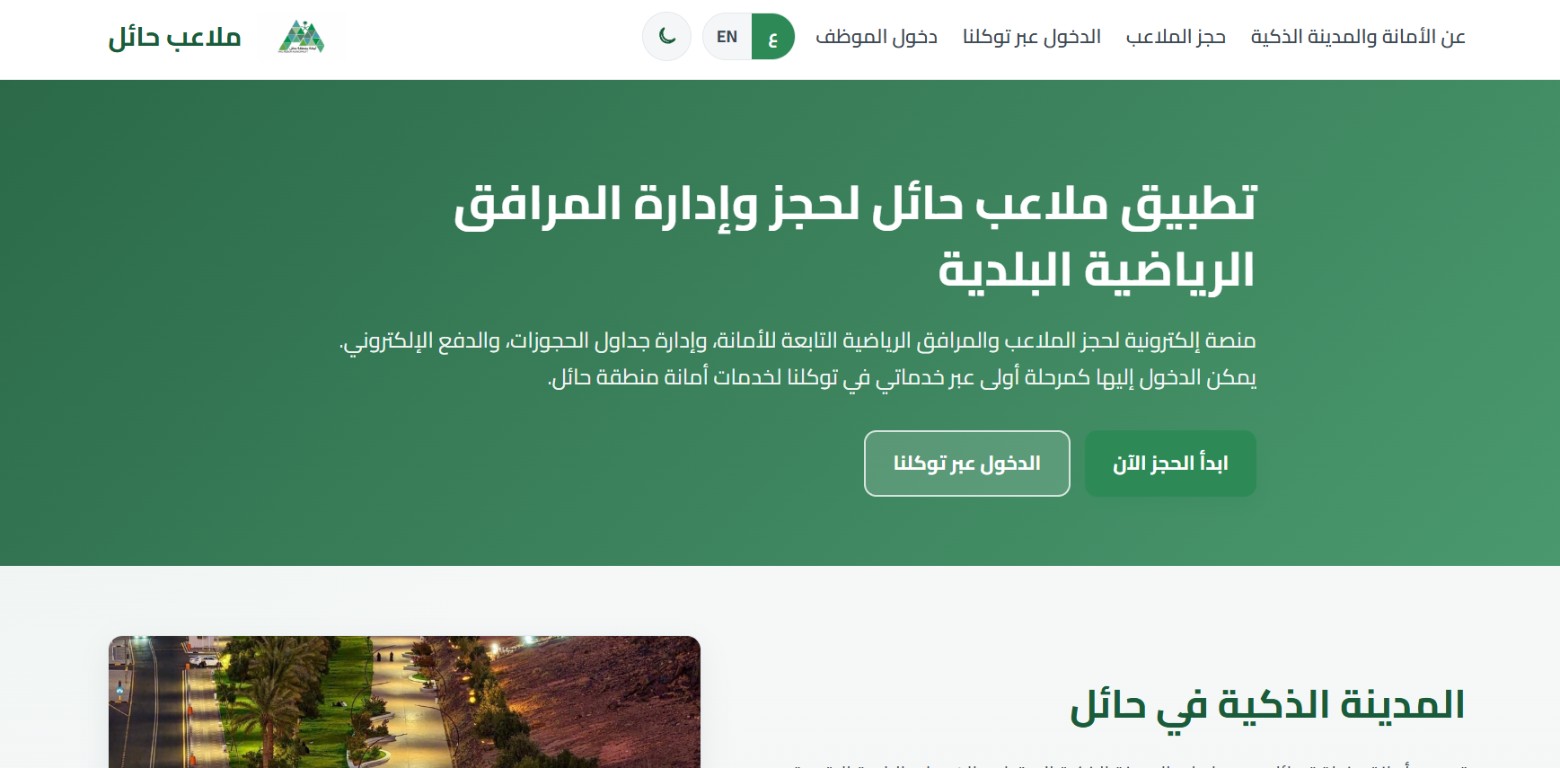 عن الأمانة والمدينة الذكية
حجز الملاعب
الدخول عبر توكلنا
دخول الموظف
ع
EN
ملاعب حائل
تطبيق ملاعب حائل لحجز وإدارة المرافق
الرياضية البلدية
منصة إلكترونية لحجز الملاعب والمرافق الرياضية التابعة للأمانة، وإدارة جداول الحجوزات، والدفع الإلكتروني.
يمكن الدخول إليها كمرحلة أولى عبر خدماتي في توكلنا لخدمات أمانة منطقة حائل.
ابدأ الحجز الآن
الدخول عبر توكلنا
المدينة الذكية في حائل